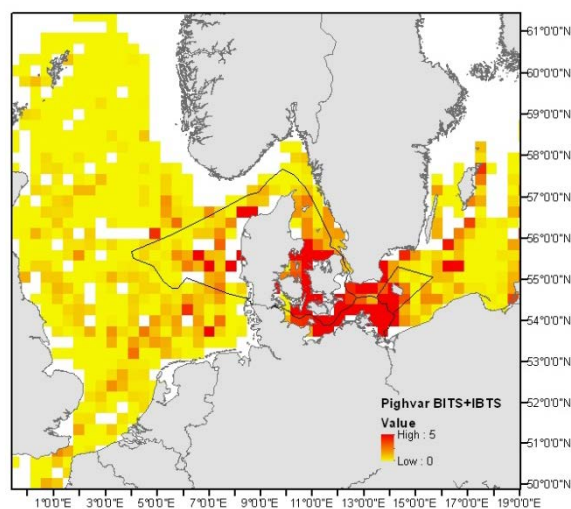 61°0'0"N
60°0'0"N
59°0'0"N
58°0'0"N
57°0'0"N
56°0'0"N
55°0'0"N
54°0'0"N
53°0'0"N
Pighvar BITS+IBTS
52°0'0"N
Value
High : 5
51°0'0"N
Low : 0
50°0'0"N
1°0'0"E 3°0'0"E 5°0'0"E 7°0'0"E 9°0'0"E 11°0'0"E 13°0'0"E 15°0'0"E 17°0'0"E 19°0'0"E